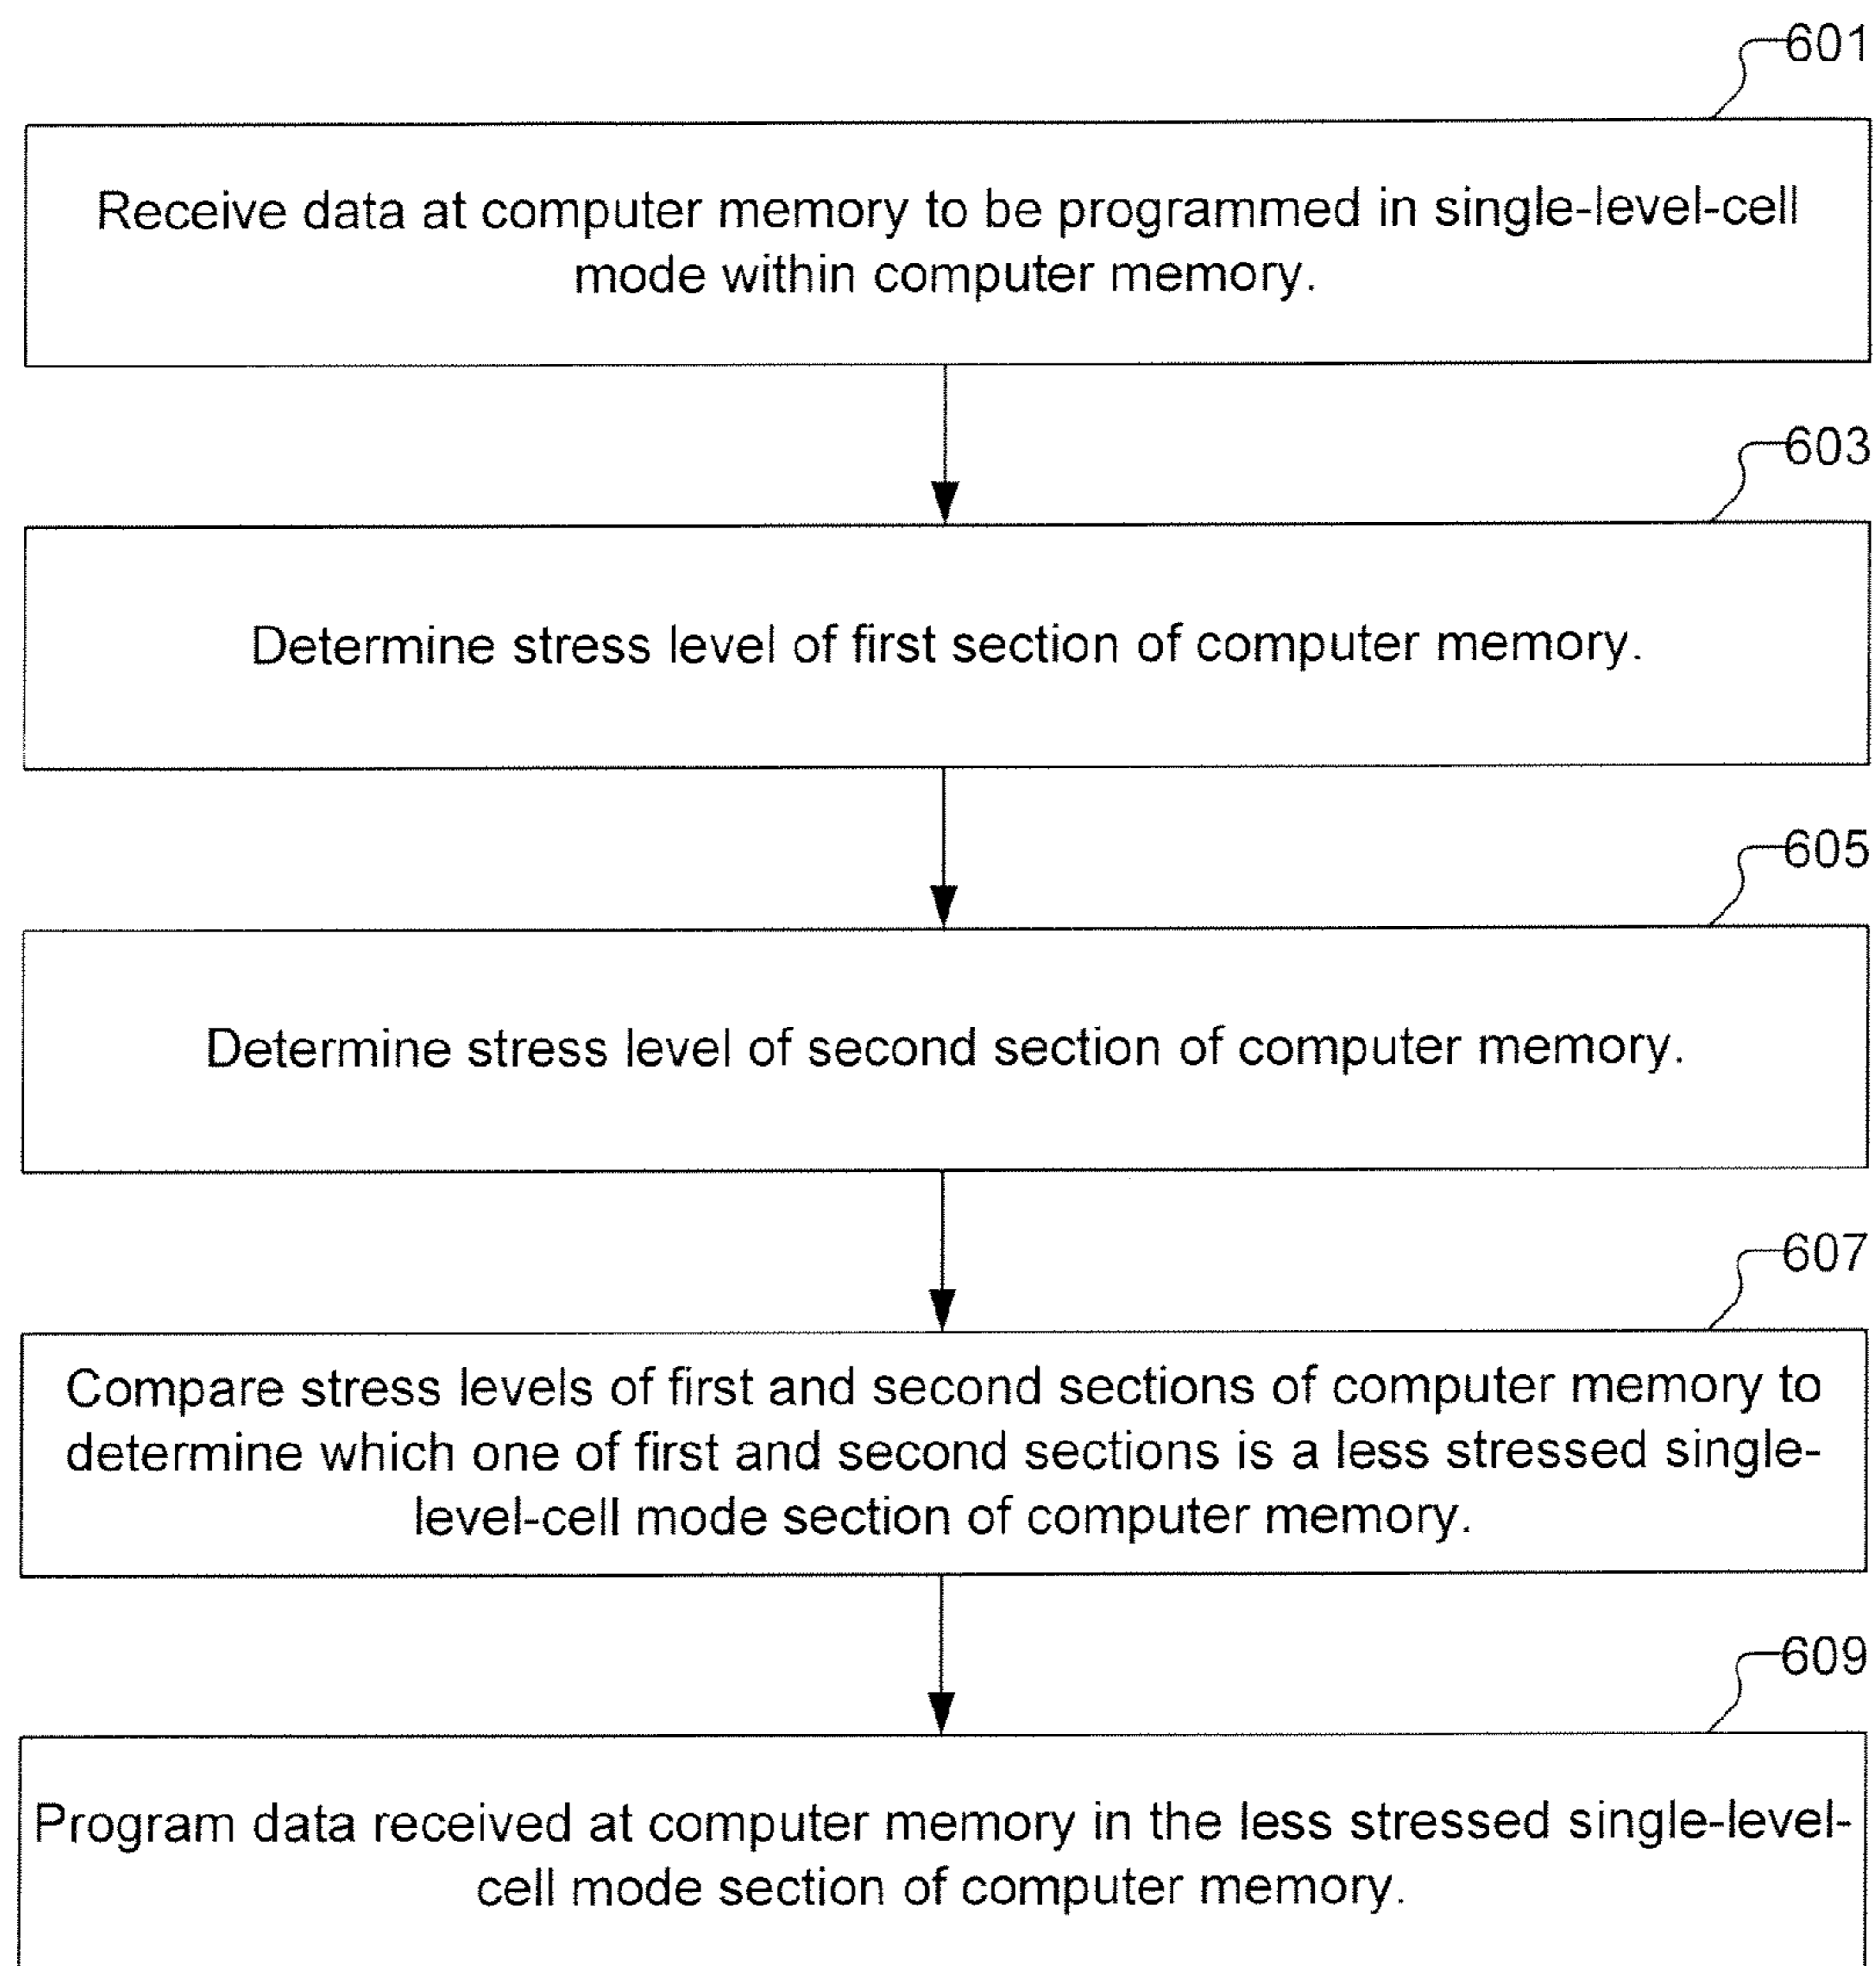 601
Receive data at computer memory to be programmed in single-level-cell
mode within computer memory.
603
Determine stress level of first section of computer memory.
605
Determine stress level of second section of computer memory.
607
Compare stress levels of first and second sections of computer memory to
determine which one of first and second sections is a less stressed single-
level-cell mode section of computer memory.
609
Program data received at computer memory in the less stressed single-level-
cell mode section of computer memory.